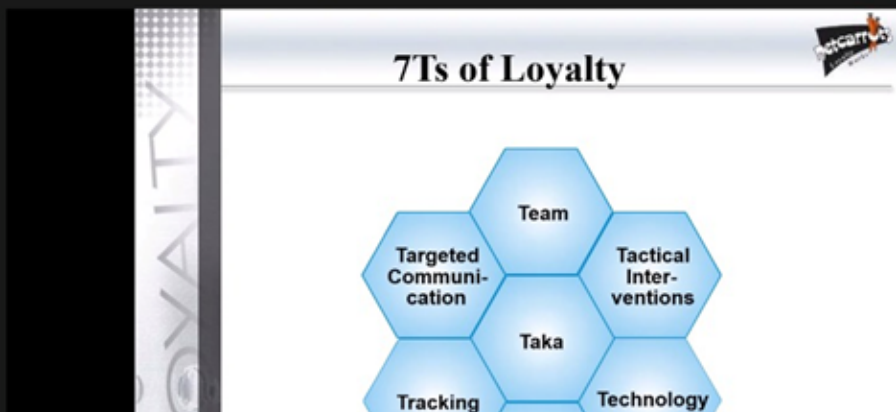 7Ts of Loyalty
Team
Targeted
Communi-
cation
Tactical
Inter-
ventions
Taka
Tracking
Technology